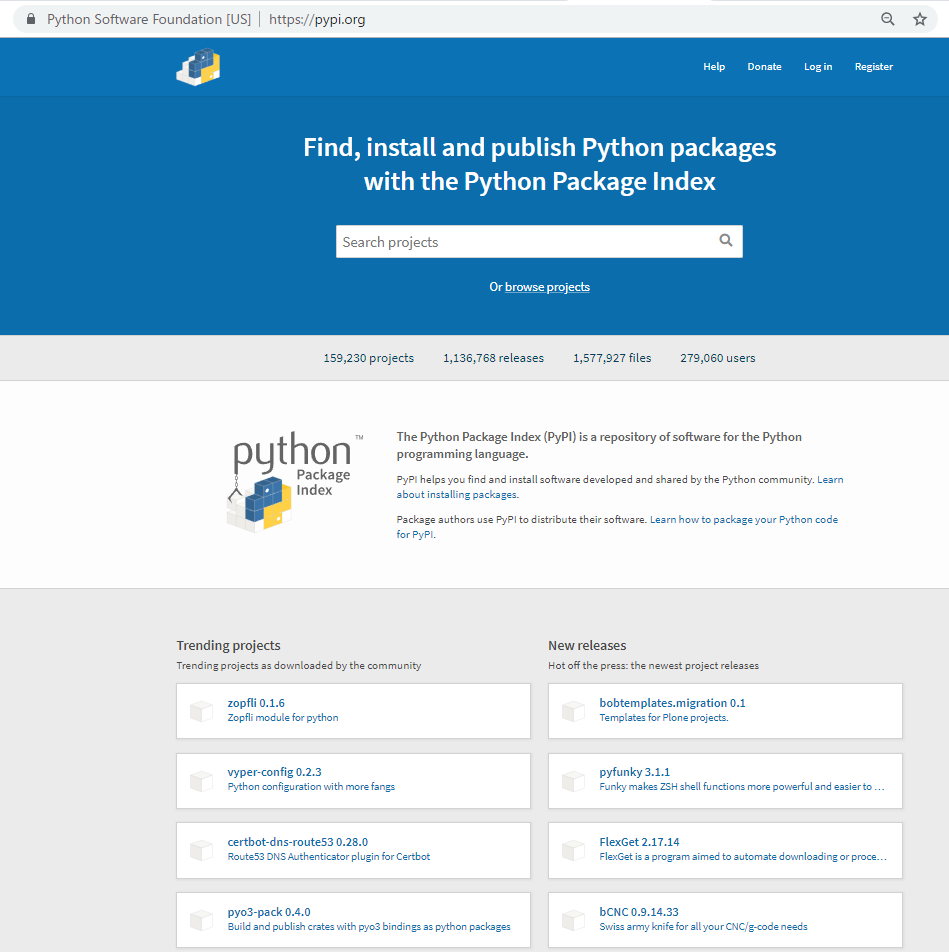 Python Software Foundation [US] | https://pypi.org
Help Donate Log in Register
Find, install and publish Python packages
with the Python Package Index
Search projects
Or browse projects
159,230 projects 1,136,768 releases 1,577,927 files 279,060 users
python™
Package
Index
The Python Package Index (PyPI) is a repository of software for the Python
programming language.
PyPI helps you find and install software developed and shared by the Python community. Learn
about installing packages.
Package authors use PyPI to distribute their software. Learn how to package your Python code
for PyPI.
Trending projects
Trending projects as downloaded by the community
zopfli 0.1.6
Zopfli module for python
vyper-config 0.2.3
Python configuration with more fangs
certbot-dns-route53 0.28.0
Route53 DNS Authenticator plugin for Certbot
pyo3-pack 0.4.0
Build and publish crates with pyo3 bindings as python packages
New releases
Hot off the press: the newest project releases
bobtemplates.migration 0.1
Templates for Plone projects.
pyfunky 3.1.1
Funky makes ZSH shell functions more powerful and easier to …
FlexGet 2.17.14
FlexGet is a program aimed to automate downloading or proce…
bCNC 0.9.14.33
Swiss army knife for all your CNC/g-code needs